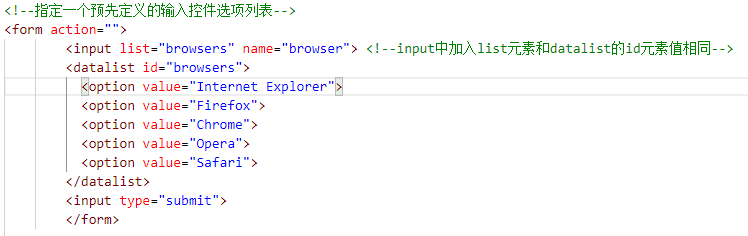 <!--指定一个预先定义的输入控件选项列表-->
<form action="">
<input list="browsers" name="browser"> <!--input中加入list元素和datalist的id元素值相同-->
<datalist id="browsers">
<option value="Internet Explorer">
<option value="Firefox">
<option value="Chrome">
<option value="Opera">
<option value="Safari">
</datalist>
<input type="submit">
</form>